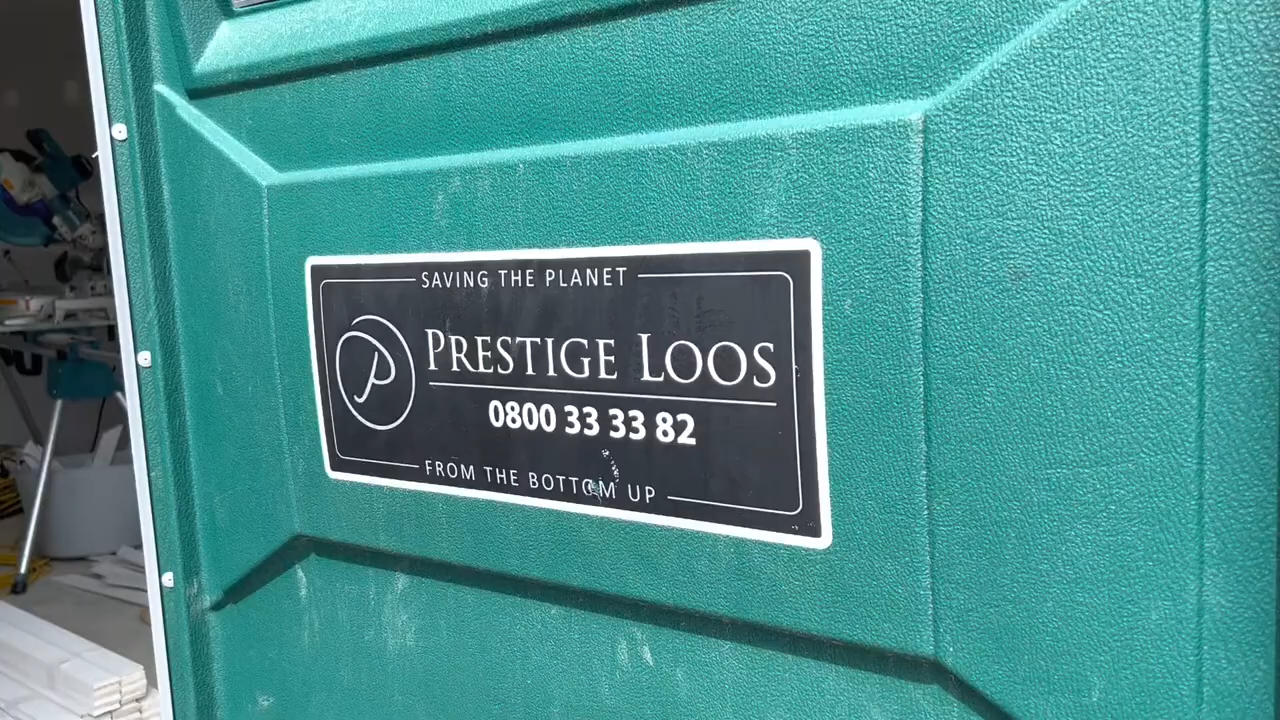 SAVING THE PLANET
P
PRESTIGE LOOS
0800 33 33 82
FROM THE BOTTOM UP